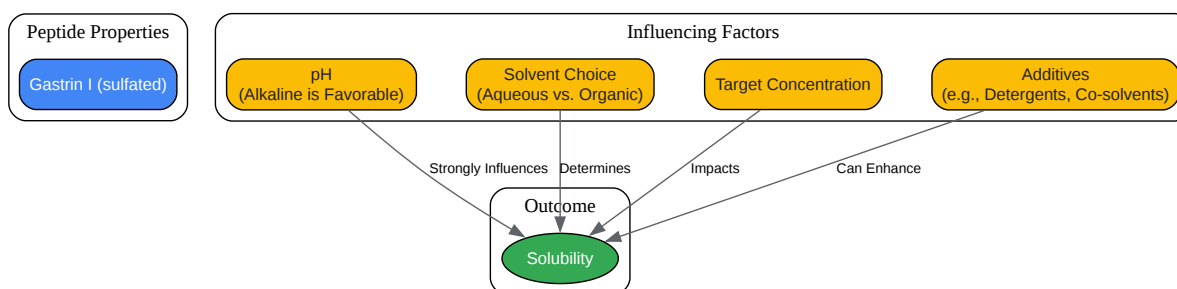 Peptide Properties
Influencing Factors
Gastrin I (sulfated)
pH
(Alkaline is Favorable)
Solvent Choice
(Aqueous vs. Organic)
Target Concentration
Additives
(e.g., Detergents, Co-solvents)
Strongly Influences
Determines
Impacts
Can Enhance
Outcome
Solubility